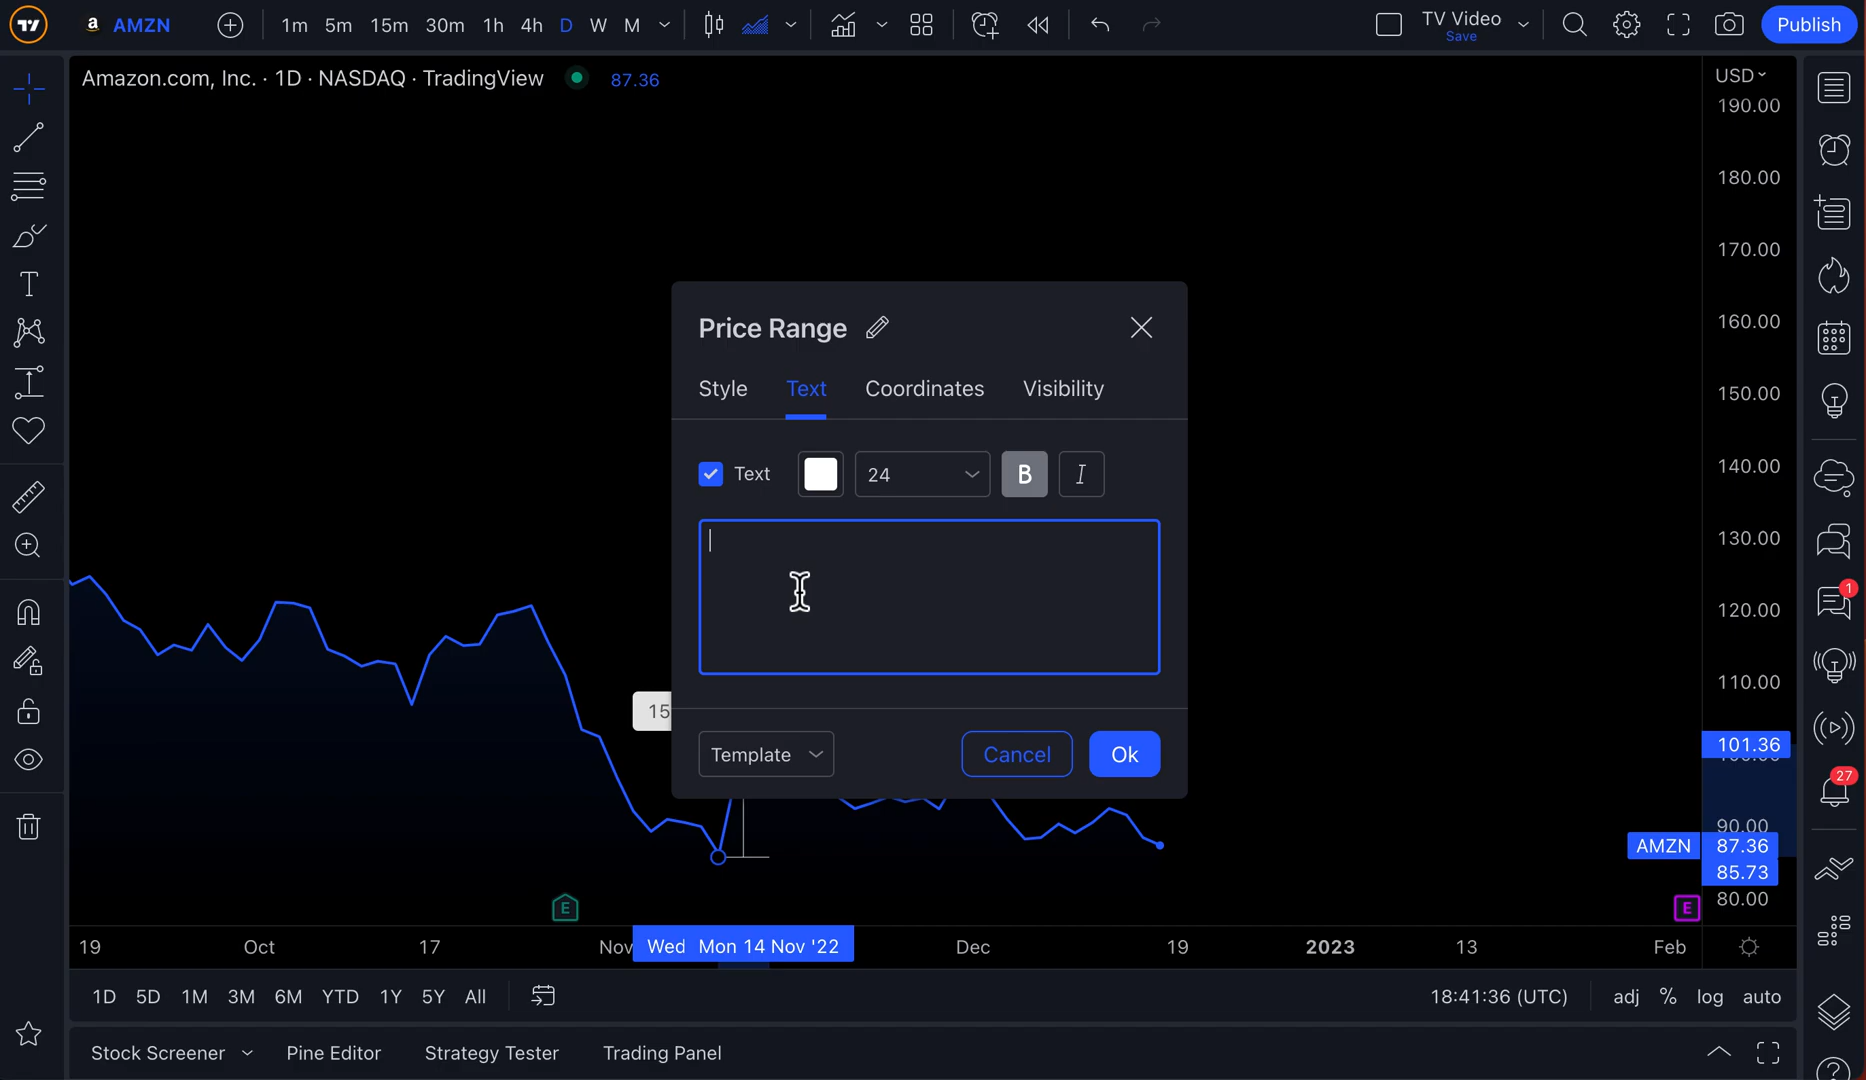 AMZN 1m 5m 15m 30m 1h 4h D W M TV Video Save Publish
Amazon.com, Inc. · 1D · NASDAQ · TradingView 87.36
USD
190.00
180.00
170.00
160.00
150.00
140.00
130.00
120.00
110.00
101.36
90.00
AMZN 87.36
85.73
80.00
Price Range
Style Text Coordinates Visibility
Text 24 B I
15
Template Cancel Ok
1
27
E E
19 Oct 17 Nov Wed Mon 14 Nov '22 Dec 19 2023 13 Feb
1D 5D 1M 3M 6M YTD 1Y 5Y All 18:41:36 (UTC) adj % log auto
Stock Screener Pine Editor Strategy Tester Trading Panel